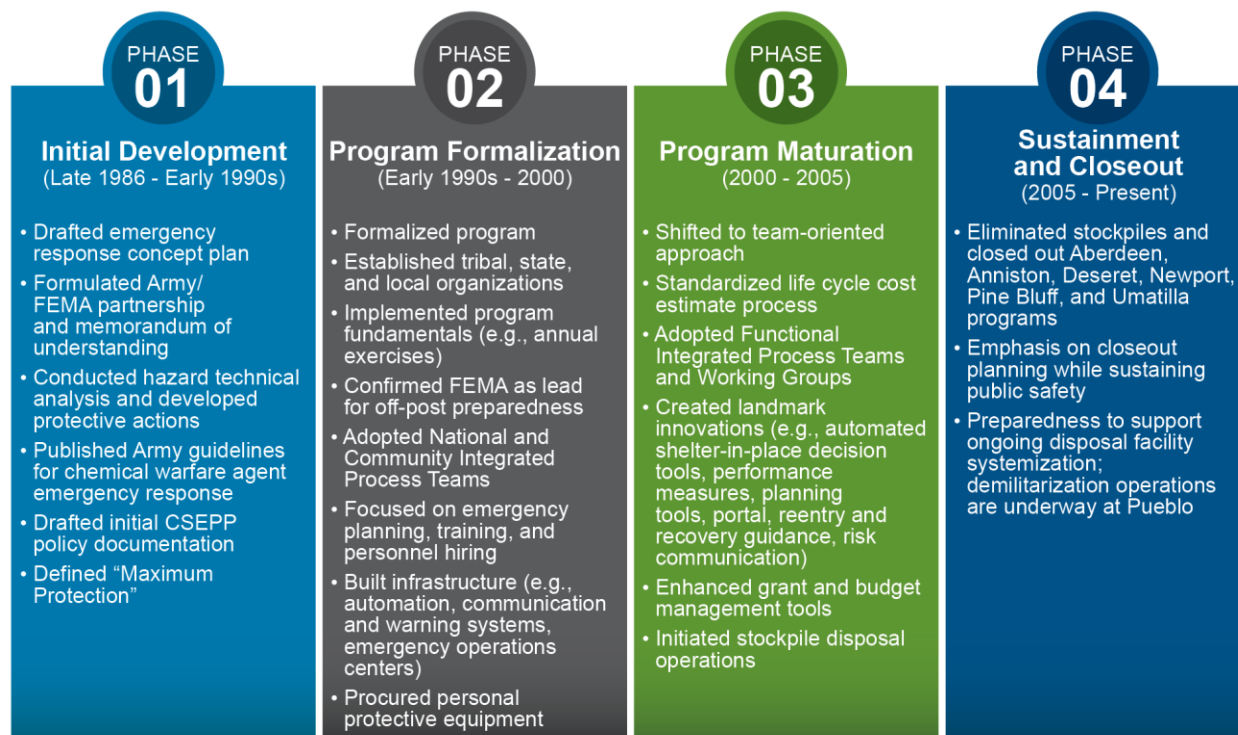 PHASE
01
Initial Development
(Late 1986 - Early 1990s)
• Drafted emergency
response concept plan
• Formulated Army/
FEMA partnership
and memorandum of
understanding
• Conducted hazard technical
analysis and developed
protective actions
• Published Army guidelines
for chemical warfare agent
emergency response
• Drafted initial CSEPP
policy documentation
• Defined “Maximum
Protection”
PHASE
02
Program Formalization
(Early 1990s - 2000)
• Formalized program
• Established tribal, state,
and local organizations
• Implemented program
fundamentals (e.g., annual
exercises)
• Confirmed FEMA as lead
for off-post preparedness
• Adopted National and
Community Integrated
Process Teams
• Focused on emergency
planning, training, and
personnel hiring
• Built infrastructure (e.g.,
automation, communication
and warning systems,
emergency operations
centers)
• Procured personal
protective equipment
PHASE
03
Program Maturation
(2000 - 2005)
• Shifted to team-oriented
approach
• Standardized life cycle cost
estimate process
• Adopted Functional
Integrated Process Teams
and Working Groups
• Created landmark
innovations (e.g., automated
shelter-in-place decision
tools, performance
measures, planning
tools, portal, reentry and
recovery guidance, risk
communication)
• Enhanced grant and budget
management tools
• Initiated stockpile disposal
operations
PHASE
04
Sustainment
and Closeout
(2005 - Present)
• Eliminated stockpiles and
closed out Aberdeen,
Anniston, Deseret, Newport,
Pine Bluff, and Umatilla
programs
• Emphasis on closeout
planning while sustaining
public safety
• Preparedness to support
ongoing disposal facility
systemization;
demilitarization operations
are underway at Pueblo